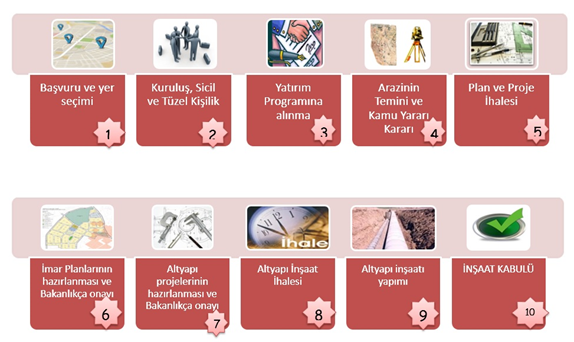 Başvuru ve yer
seçimi
1
Kuruluş, Sicil
ve Tüzel Kişilik
2
Yatırım
Programına
alınma
3
Arazinin
Temini ve
Kamu Yararı
Kararı
4
Plan ve Proje
İhalesi
5
İmar Planlarının
hazırlanması ve
Bakanlıkça onayı
6
Altyapı
projelerinin
hazırlanması ve
Bakanlıkça onayı
7
ihale
Altyapı İnşaat
İhalesi
8
Altyapı inşaatı
yapımı
9
İNŞAAT KABULÜ
10